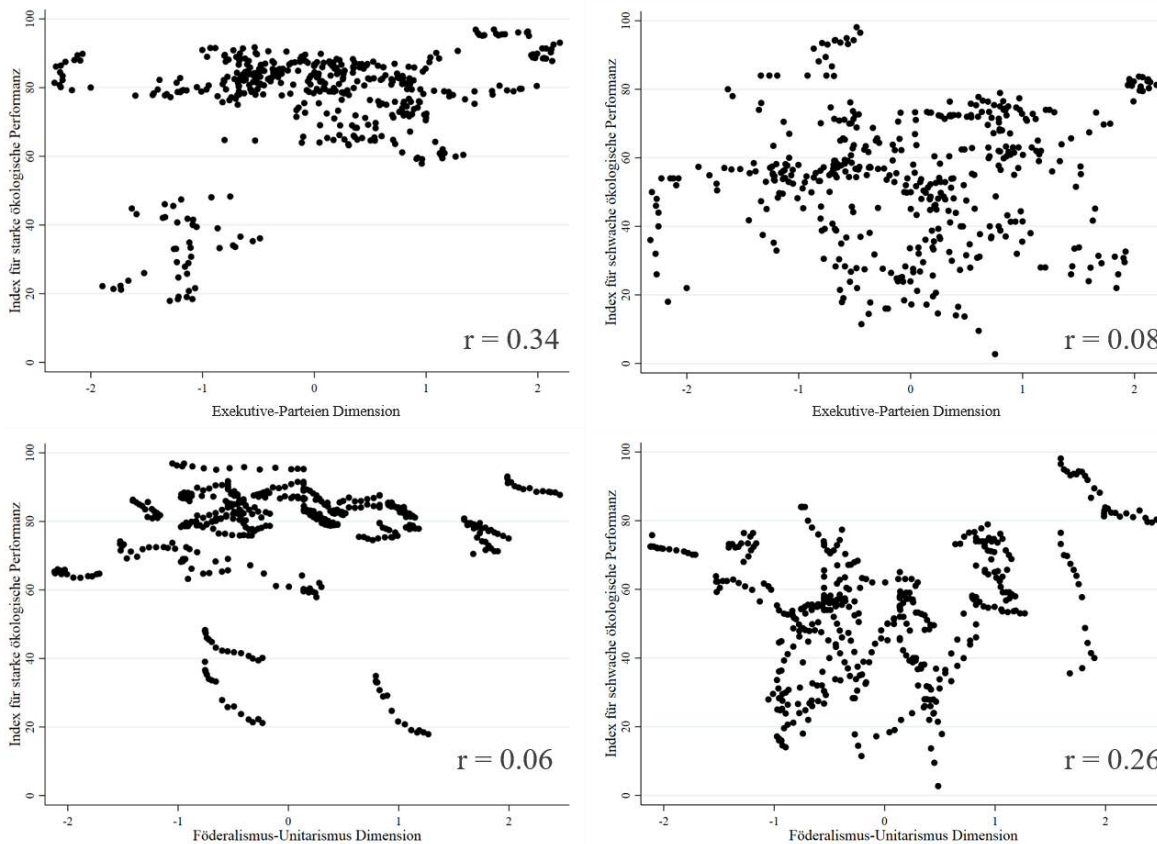 Index für starke ökologische Performanz
100
80
60
40
20
0
r = 0.34
-2 -1 0 1 2
Exekutive-Parteien Dimension
Index für schwache ökologische Performanz
100
80
60
40
20
0
r = 0.08
-2 -1 0 1 2
Exekutive-Parteien Dimension
Index für starke ökologische Performanz
100
80
60
40
20
0
r = 0.06
-2 -1 0 1 2
Föderalismus-Unitarismus Dimension
Index für schwache ökologische Performanz
100
80
60
40
20
0
r = 0.26
-2 -1 0 1 2
Föderalismus-Unitarismus Dimension